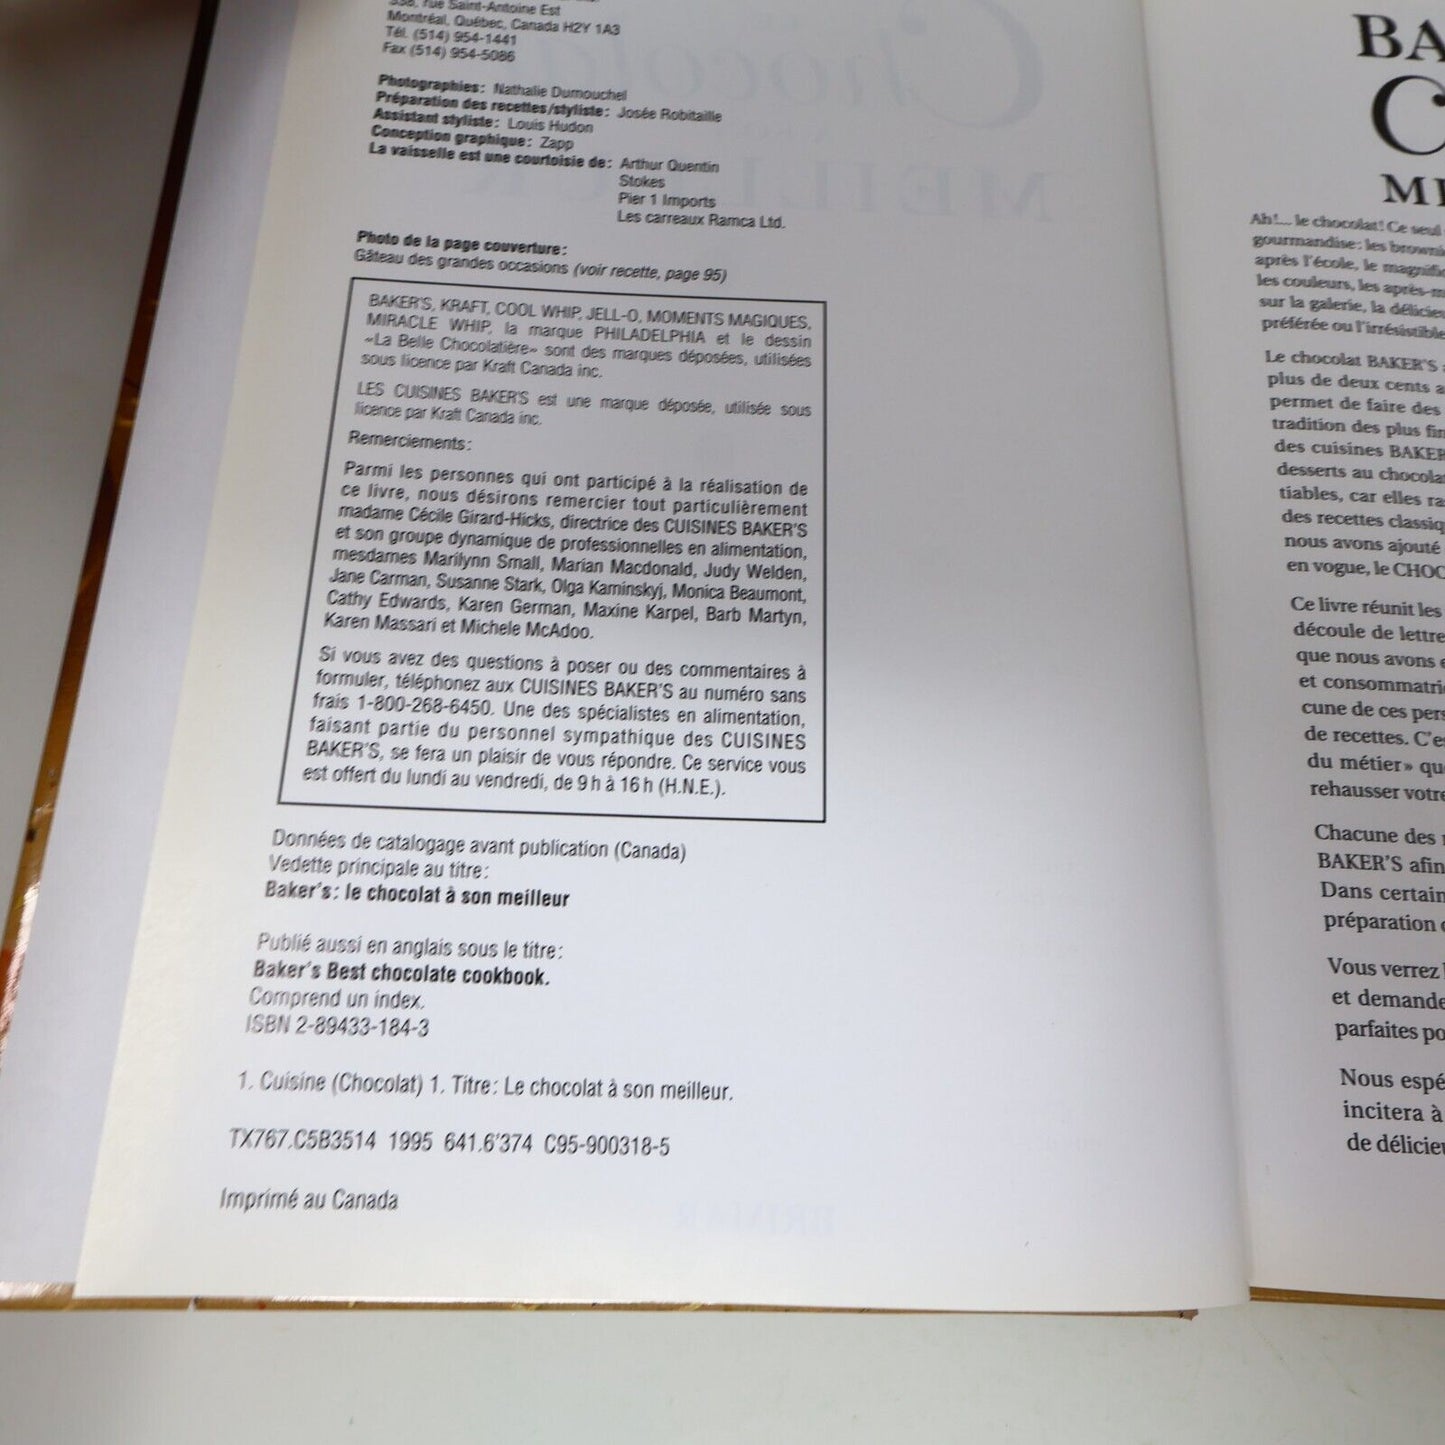 338, rue Saint-Antoine Est
Montréal, Québec, Canada H2Y 1A3
Tél. (514) 954-1441
Fax (514) 954-5086
Photographies: Nathalie Dumouchel
Préparation des recettes/styliste: Josée Robitaille
Assistant styliste: Louis Hudon
Conception graphique: Zapp
La vaisselle est une courtoisie de: Arthur Quentin
Stokes
Pier 1 Imports
Les carreaux Ramca Ltd.
Photo de la page couverture:
Gâteau des grandes occasions (voir recette, page 95)
BAKER'S, KRAFT, COOL WHIP, JELL-O, MOMENTS MAGIQUES,
MIRACLE WHIP, la marque PHILADELPHIA et le dessin
«La Belle Chocolatière» sont des marques déposées, utilisées
sous licence par Kraft Canada inc.
LES CUISINES BAKER'S est une marque déposée, utilisée sous
licence par Kraft Canada inc.
Remerciements:
Parmi les personnes qui ont participé à la réalisation de
ce livre, nous désirons remercier tout particulièrement
madame Cécile Girard-Hicks, directrice des CUISINES BAKER'S
et son groupe dynamique de professionnelles en alimentation,
mesdames Marilynn Small, Marian Macdonald, Judy Welden,
Jane Carman, Susanne Stark, Olga Kaminskyj, Monica Beaumont,
Cathy Edwards, Karen German, Maxine Karpel, Barb Martyn,
Karen Massari et Michele McAdoo.
Si vous avez des questions à poser ou des commentaires à
formuler, téléphonez aux CUISINES BAKER'S au numéro sans
frais 1-800-268-6450. Une des spécialistes en alimentation,
faisant partie du personnel sympathique des CUISINES
BAKER'S, se fera un plaisir de vous répondre. Ce service vous
est offert du lundi au vendredi, de 9 h à 16 h (H.N.E.).
Données de catalogage avant publication (Canada)
Vedette principale au titre:
Baker's: le chocolat à son meilleur
Publié aussi en anglais sous le titre:
Baker's Best chocolate cookbook.
Comprend un index.
ISBN 2-89433-184-3
1. Cuisine (Chocolat) 1. Titre: Le chocolat à son meilleur.
TX767.C5B3514 1995 641.6'374 C95-900318-5
Imprimé au Canada
BA
C
ME
Ah!... le chocolat! Ce seul
gourmandise: les browni
après l'école, le magnifi
les couleurs, les après-m
sur la galerie, la délicieu
préférée ou l'irrésistible
Le chocolat BAKER'S
plus de deux cents a
permet de faire des
tradition des plus fin
des cuisines BAKER
desserts au chocolat
tiables, car elles ra
des recettes classiq
nous avons ajouté
en vogue, le CHOC
Ce livre réunit les
découle de lettre
que nous avons e
et consommatri
cune de ces pers
de recettes. C'es
du métier» que
rehausser votre
Chacune des
BAKER'S afin
Dans certain
préparation
Vous verrez
et demande
parfaites po
Nous espé
incitera à
de délicieu